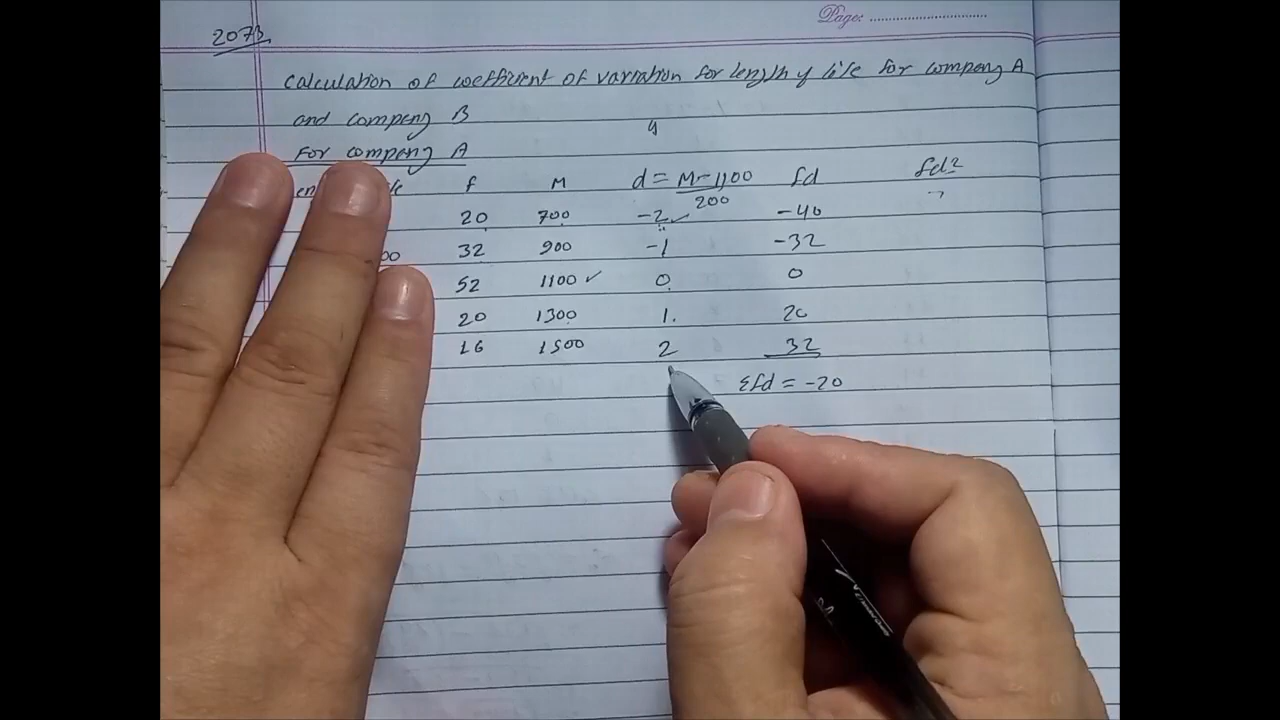 Page: ..............................
2073
Calculation of coefficient of variation for length of life for company A
and company B
For company A
f M d = M-1100/200 fd fd²
20 700 -2 ✓ -40
00 32 900 -1 -32
52 1100 ✓ 0 0
20 1300 1. 20
16 1500 2 32
Σfd = -20